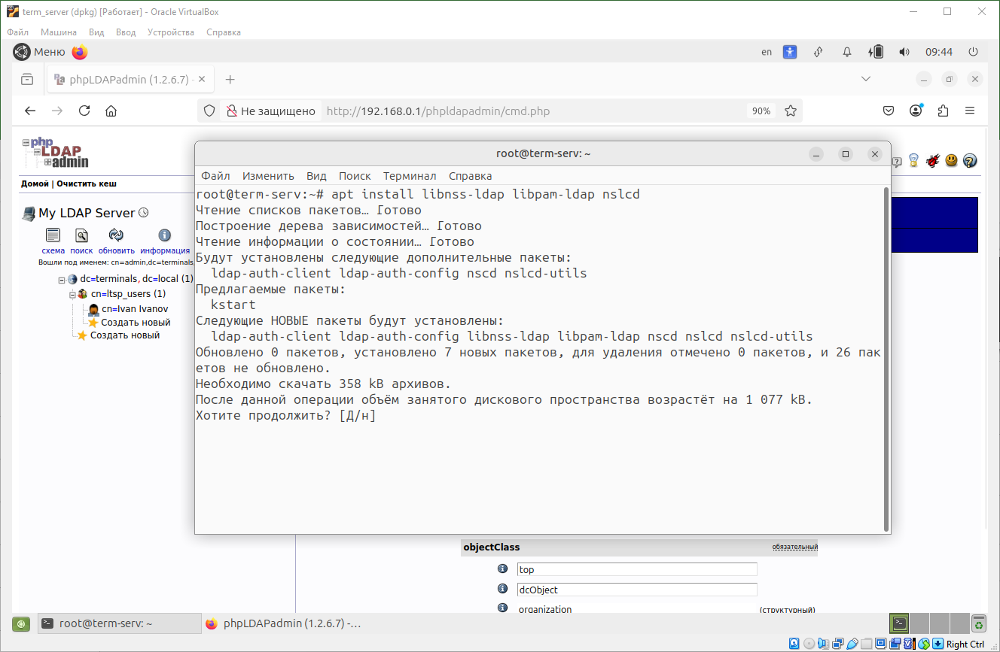 term_server (dpkg) [Работает] - Oracle VirtualBox
Файл Машина Вид Ввод Устройства Справка
Меню en 09:44
phpLDAPadmin (1.2.6.7) -
Не защищено http://192.168.0.1/phpldapadmin/cmd.php 90%
php
LDAP
admin
Домой | Очистить кеш
My LDAP Server
схема поиск обновить информация
Вошли под именем: cn=admin,dc=terminals,
dc=terminals, dc=local (1)
cn=ltsp_users (1)
cn=Ivan Ivanov
Создать новый
Создать новый
root@term-serv: ~
Файл Изменить Вид Поиск Терминал Справка
root@term-serv:~# apt install libnss-ldap libpam-ldap nslcd
Чтение списков пакетов… Готово
Построение дерева зависимостей… Готово
Чтение информации о состоянии… Готово
Будут установлены следующие дополнительные пакеты:
ldap-auth-client ldap-auth-config nscd nslcd-utils
Предлагаемые пакеты:
kstart
Следующие НОВЫЕ пакеты будут установлены:
ldap-auth-client ldap-auth-config libnss-ldap libpam-ldap nscd nslcd nslcd-utils
Обновлено 0 пакетов, установлено 7 новых пакетов, для удаления отмечено 0 пакетов, и 26 пак
етов не обновлено.
Необходимо скачать 358 kB архивов.
После данной операции объём занятого дискового пространства возрастёт на 1 077 kB.
Хотите продолжить? [Д/н]
objectClass обязательный
top
dcObject
organization (структурный)
root@term-serv: ~ phpLDAPadmin (1.2.6.7) -…
Right Ctrl